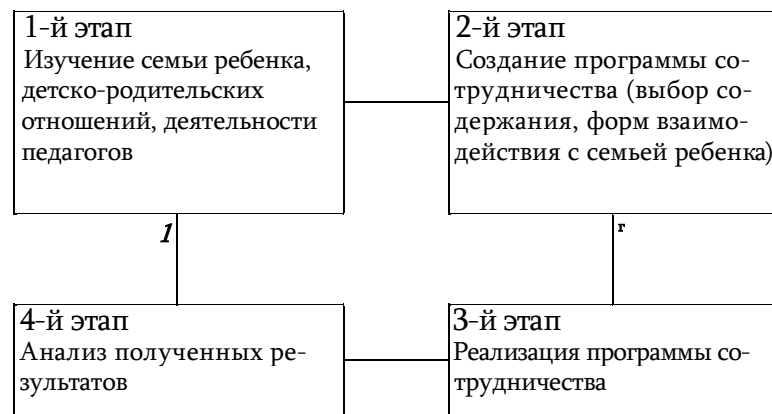 1-й этап
Изучение семьи ребенка,
детско-родительских
отношений, деятельности
педагогов
2-й этап
Создание программы со-
трудничества (выбор со-
держания, форм взаимо-
действия с семьей ребенка)
1
г
4-й этап
Анализ полученных ре-
зультатов
3-й этап
Реализация программы со-
трудничества